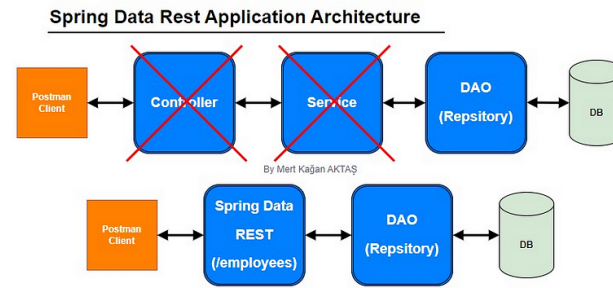 Spring Data Rest Application Architecture
Postman
Client
Controller
Service
DAO
(Repsitory)
DB
By Mert Kağan AKTAŞ
Postman
Client
Spring Data
REST
(/employees)
DAO
(Repsitory)
DB